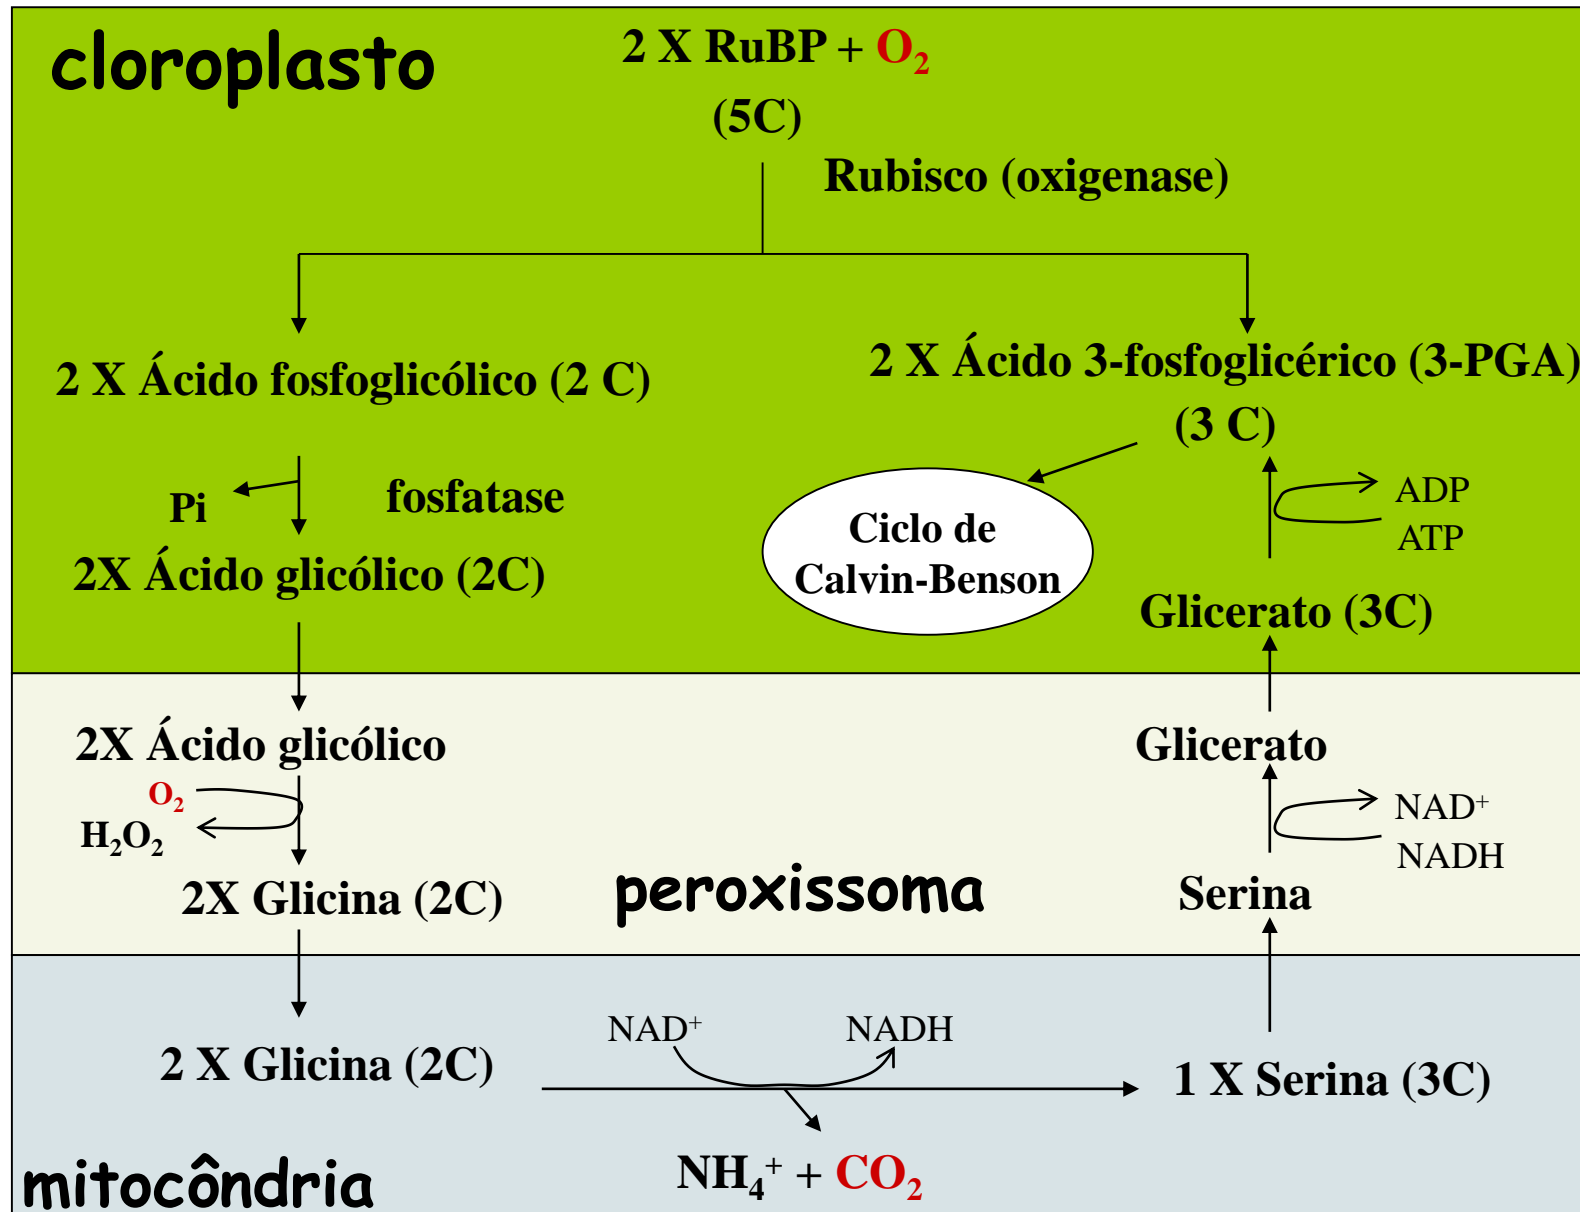 cloroplasto
2 X RuBP + O₂
(5C)
Rubisco (oxigenase)
2 X Ácido fosfoglicólico (2 C)
2 X Ácido 3-fosfoglicérico (3-PGA)
(3 C)
Pi
fosfatase
ADP
ATP
Ciclo de
Calvin-Benson
2X Ácido glicólico (2C)
Glicerato (3C)
2X Ácido glicólico
Glicerato
O₂
H₂O₂
NAD⁺
NADH
2X Glicina (2C)
peroxissoma
Serina
NAD⁺
NADH
2 X Glicina (2C)
1 X Serina (3C)
NH₄⁺ + CO₂
mitocôndria